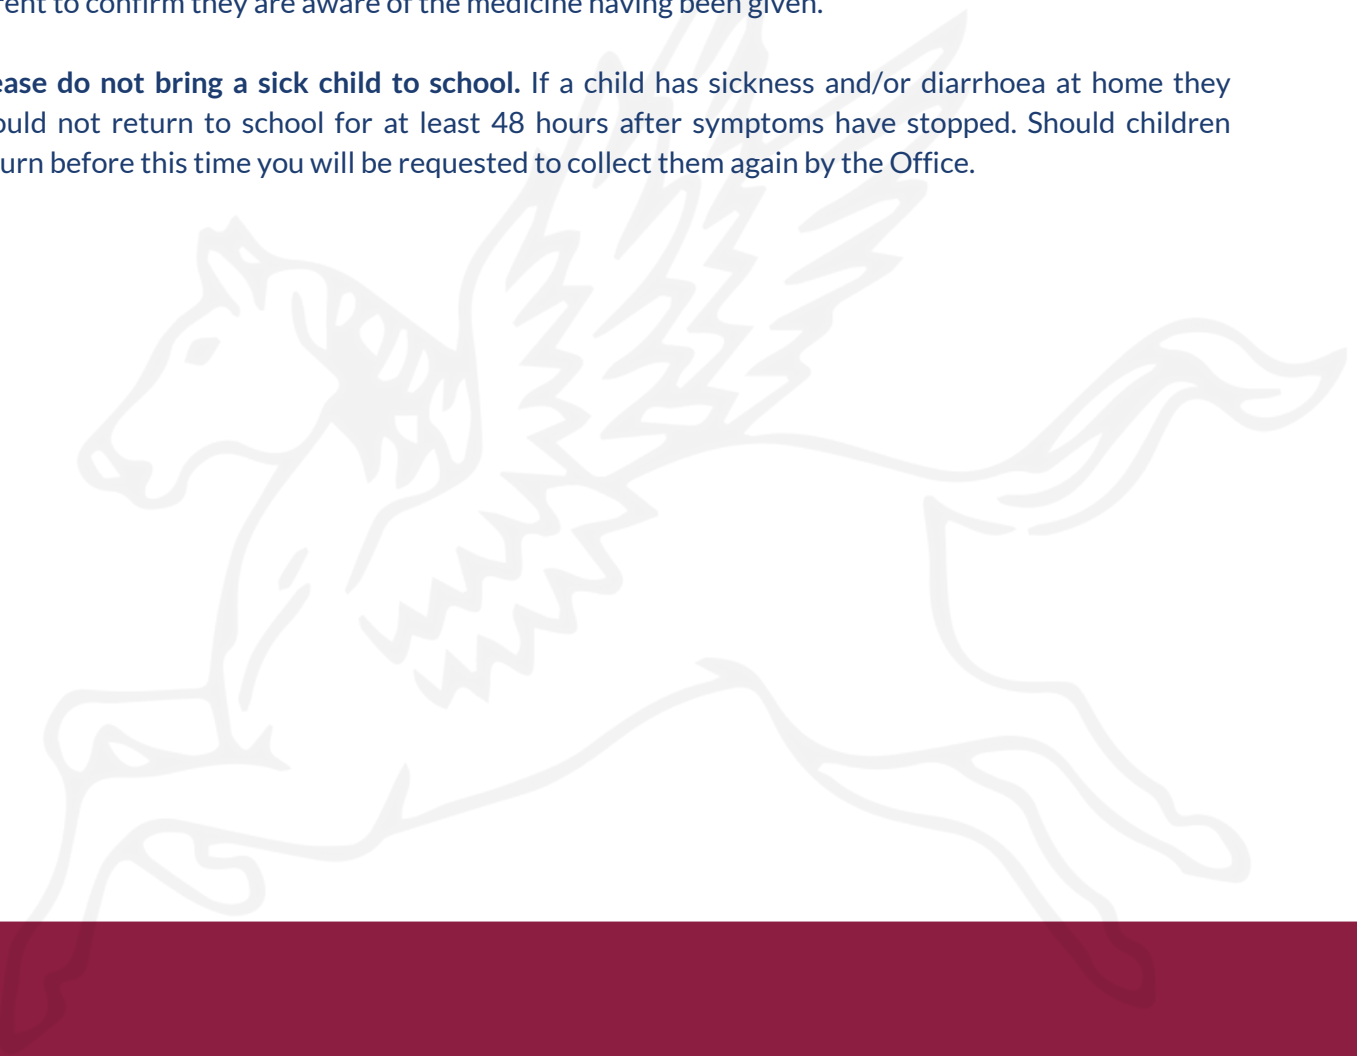 rent to confirm they are aware of the medicine having been given.
ease do not bring a sick child to school. If a child has sickness and/or diarrhoea at home they
ould not return to school for at least 48 hours after symptoms have stopped. Should children
urn before this time you will be requested to collect them again by the Office.